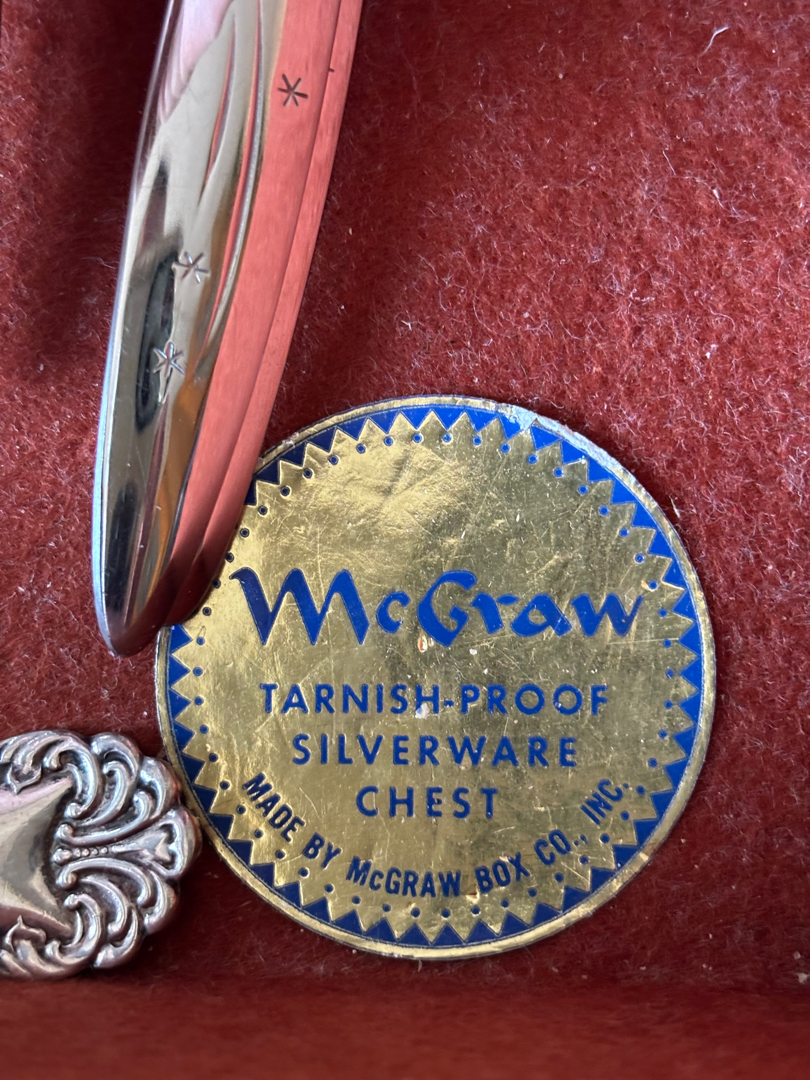 McGraw
TARNISH-PROOF
SILVERWARE
CHEST
MADE BY McGRAW BOX CO., INC.